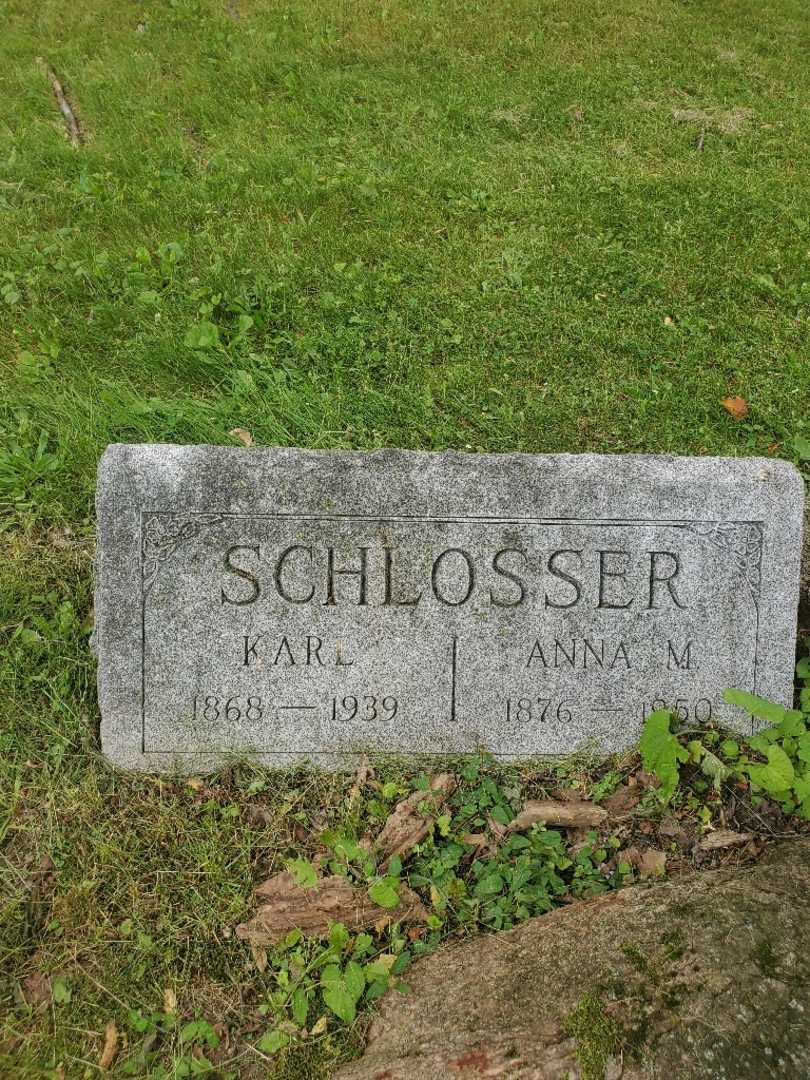 SCHLOSSER
KARL
1868 — 1939
ANNA M.
1876 — 1950